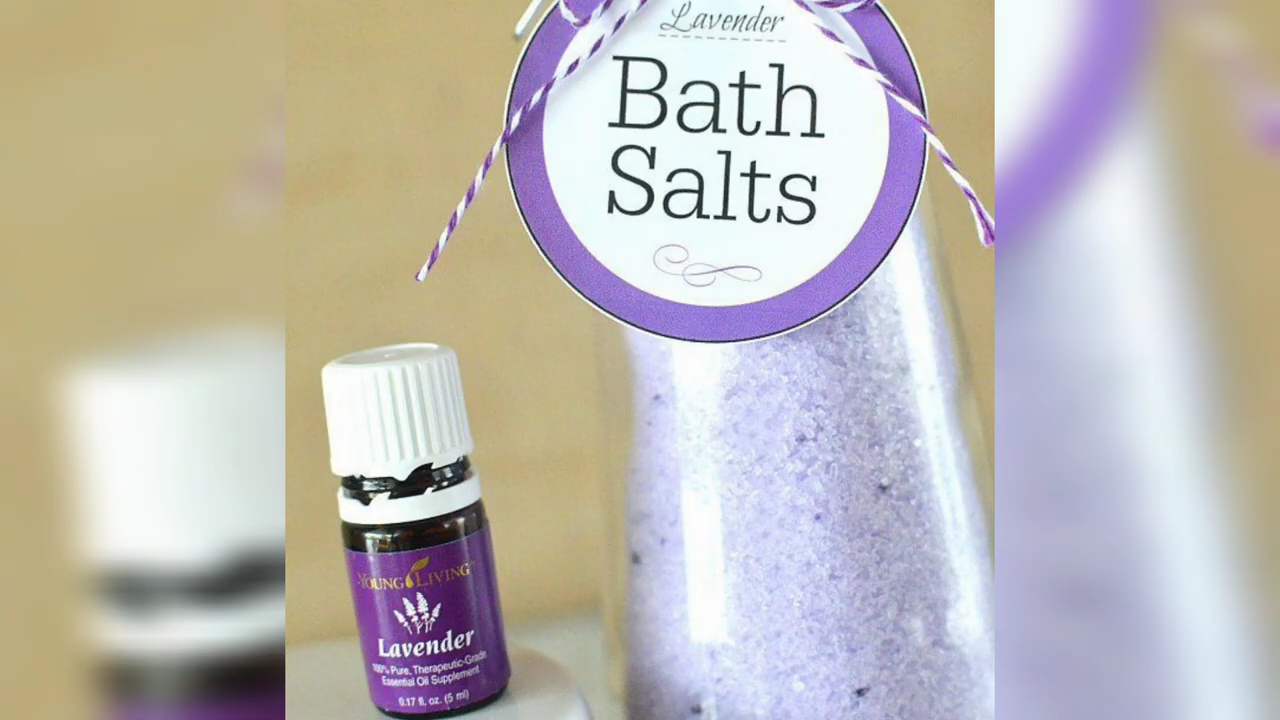 Lavender
Bath
Salts
YOUNG LIVING
Lavender
100% Pure, Therapeutic-Grade
Essential Oil Supplement
0.17 fl. oz. (5 ml)